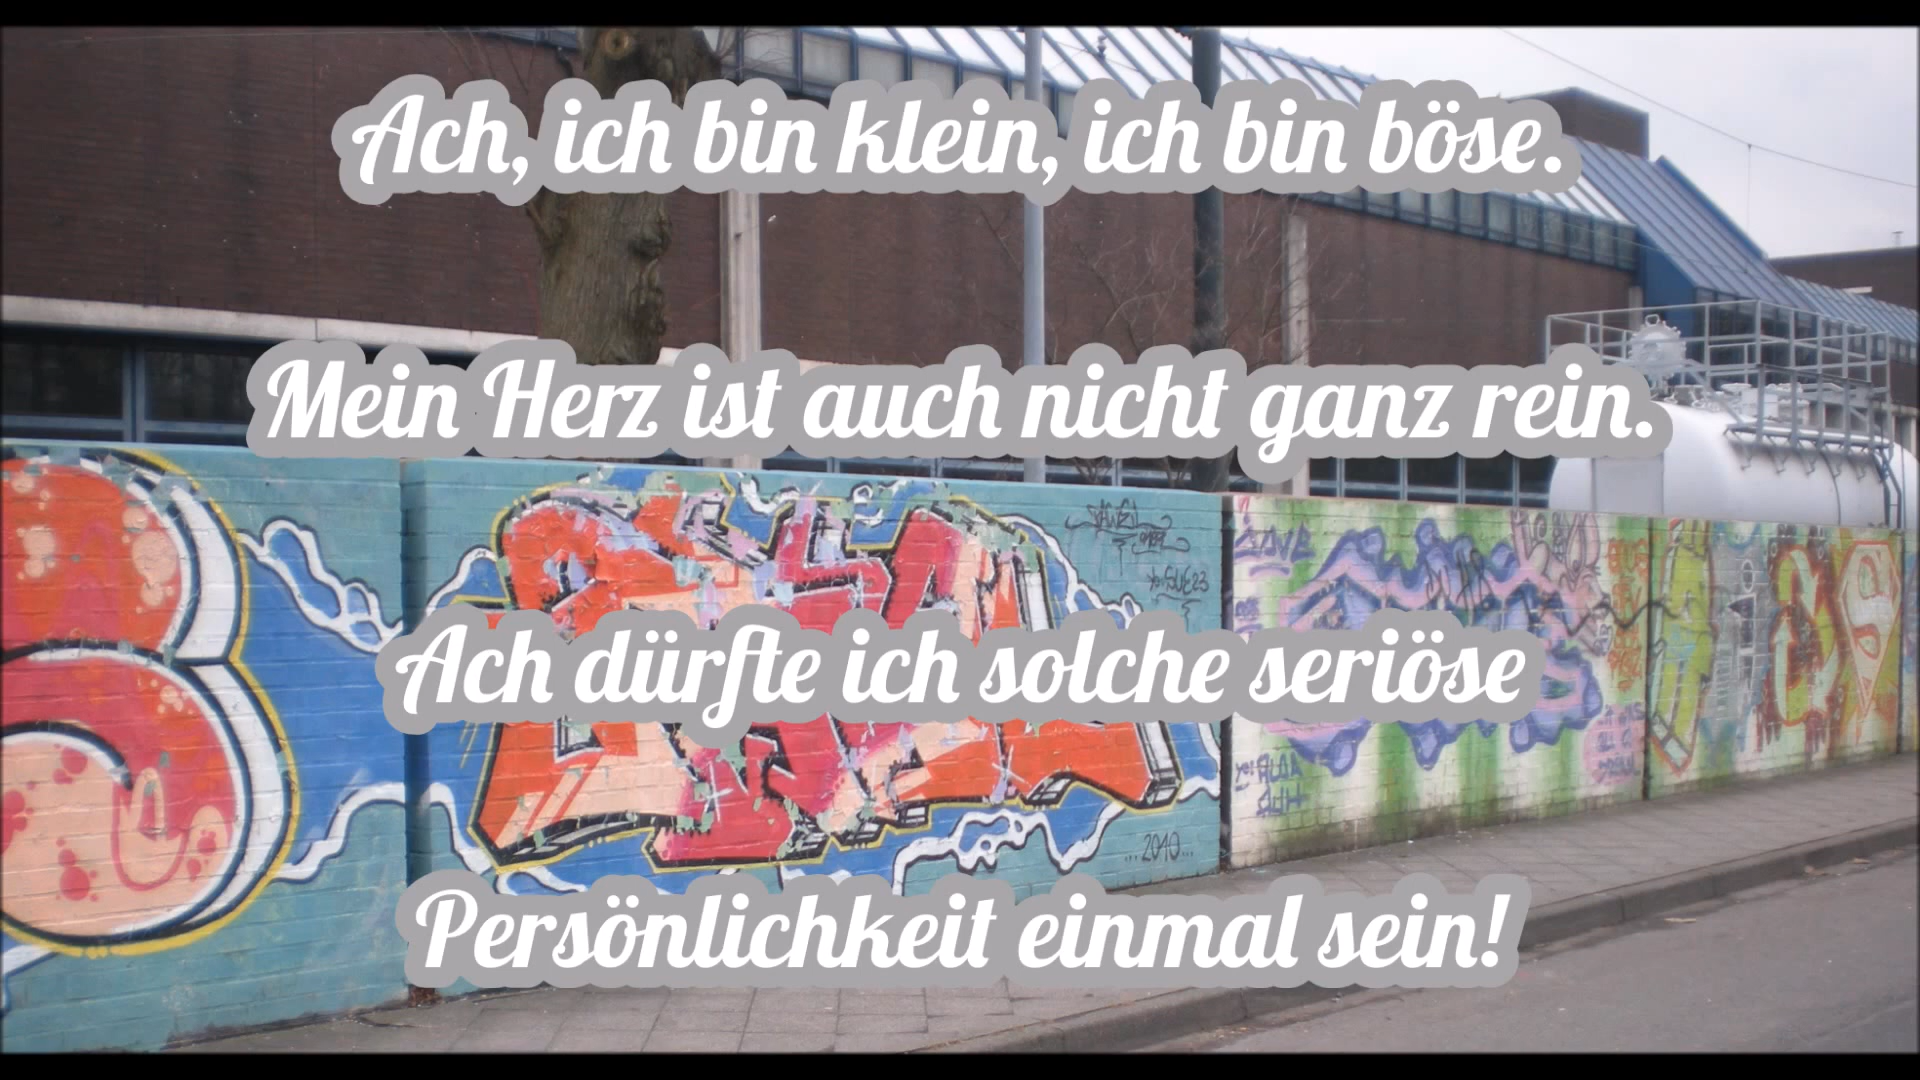 Ach, ich bin klein, ich bin böse.
Mein Herz ist auch nicht ganz rein.
Ach dürfte ich solche seriöse
Persönlichkeit einmal sein!
...2010...